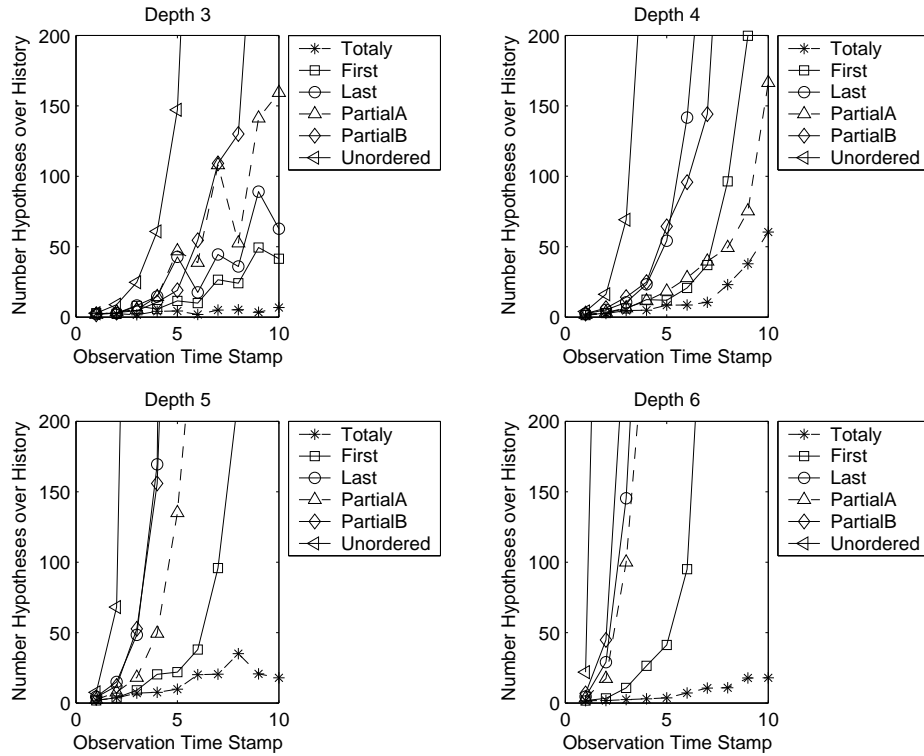 Depth 3
200
150
100
50
0
0
5
10
Observation Time Stamp
Number Hypotheses over History
Totaly
First
Last
PartialA
PartialB
Unordered
Depth 4
200
150
100
50
0
0
5
10
Observation Time Stamp
Number Hypotheses over History
Totaly
First
Last
PartialA
PartialB
Unordered
Depth 5
200
150
100
50
0
0
5
10
Observation Time Stamp
Number Hypotheses over History
Totaly
First
Last
PartialA
PartialB
Unordered
Depth 6
200
150
100
50
0
0
5
10
Observation Time Stamp
Number Hypotheses over History
Totaly
First
Last
PartialA
PartialB
Unordered